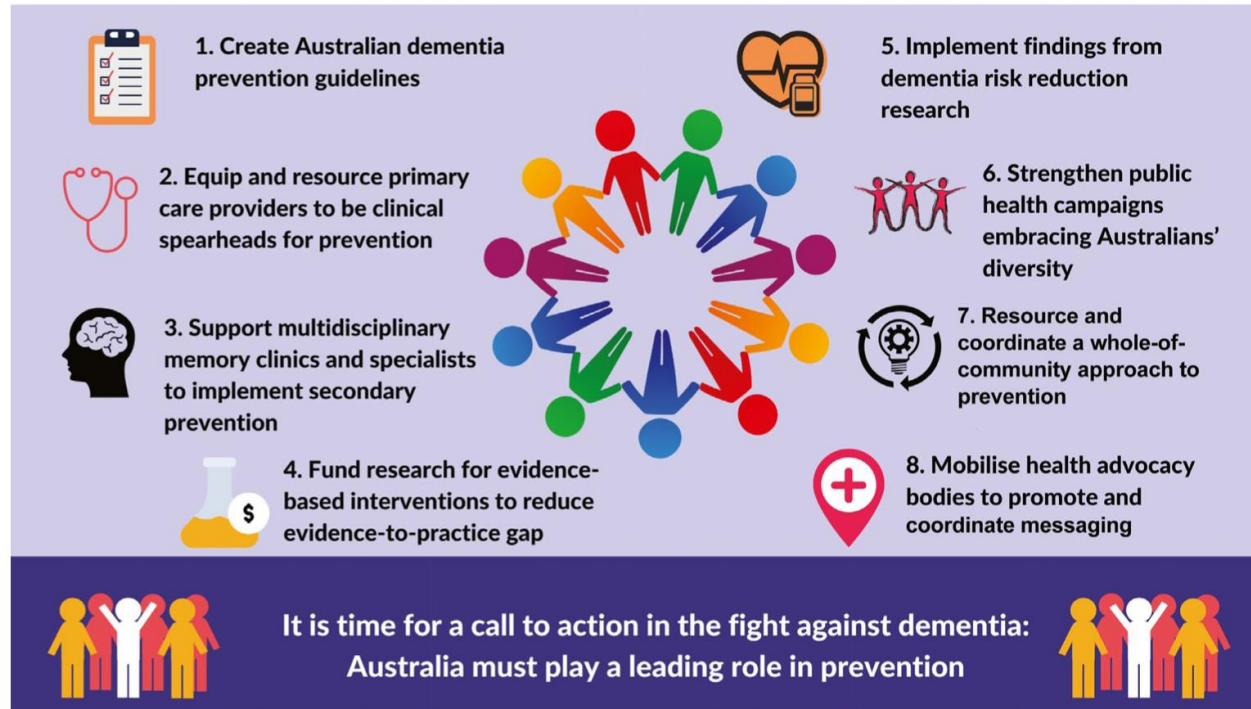 1. Create Australian dementia
prevention guidelines
2. Equip and resource primary
care providers to be clinical
spearheads for prevention
3. Support multidisciplinary
memory clinics and specialists
to implement secondary
prevention
4. Fund research for evidence-
based interventions to reduce
evidence-to-practice gap
$
5. Implement findings from
dementia risk reduction
research
6. Strengthen public
health campaigns
embracing Australians’
diversity
7. Resource and
coordinate a whole-of-
community approach to
prevention
8. Mobilise health advocacy
bodies to promote and
coordinate messaging
It is time for a call to action in the fight against dementia:
Australia must play a leading role in prevention